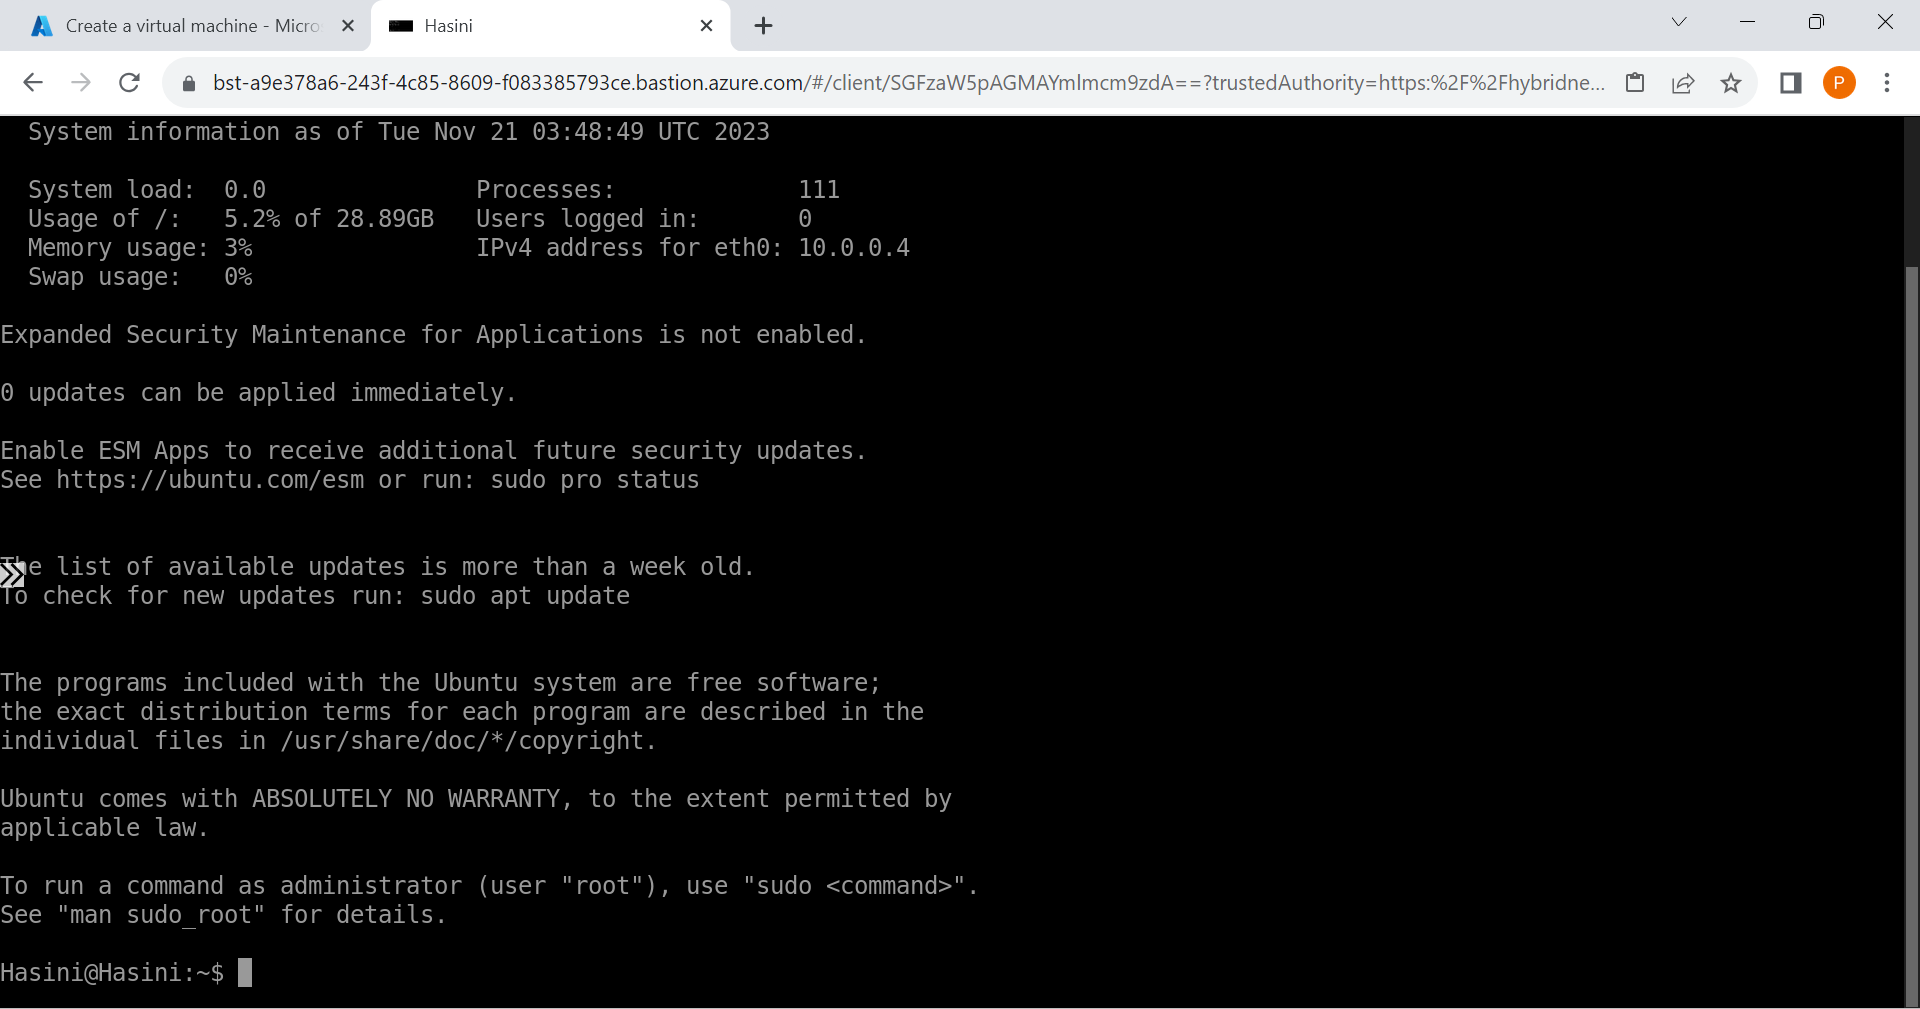 Create a virtual machine - Micro
Hasini
bst-a9e378a6-243f-4c85-8609-f083385793ce.bastion.azure.com/#/client/SGFzaW5pAGMAYmlmcm9zdA==?trustedAuthority=https:%2F%2Fhybridne...
P
System information as of Tue Nov 21 03:48:49 UTC 2023
System load: 0.0 Processes: 111
Usage of /: 5.2% of 28.89GB Users logged in: 0
Memory usage: 3% IPv4 address for eth0: 10.0.0.4
Swap usage: 0%
Expanded Security Maintenance for Applications is not enabled.
0 updates can be applied immediately.
Enable ESM Apps to receive additional future security updates.
See https://ubuntu.com/esm or run: sudo pro status
The list of available updates is more than a week old.
To check for new updates run: sudo apt update
The programs included with the Ubuntu system are free software;
the exact distribution terms for each program are described in the
individual files in /usr/share/doc/*/copyright.
Ubuntu comes with ABSOLUTELY NO WARRANTY, to the extent permitted by
applicable law.
To run a command as administrator (user "root"), use "sudo <command>".
See "man sudo_root" for details.
Hasini@Hasini:~$